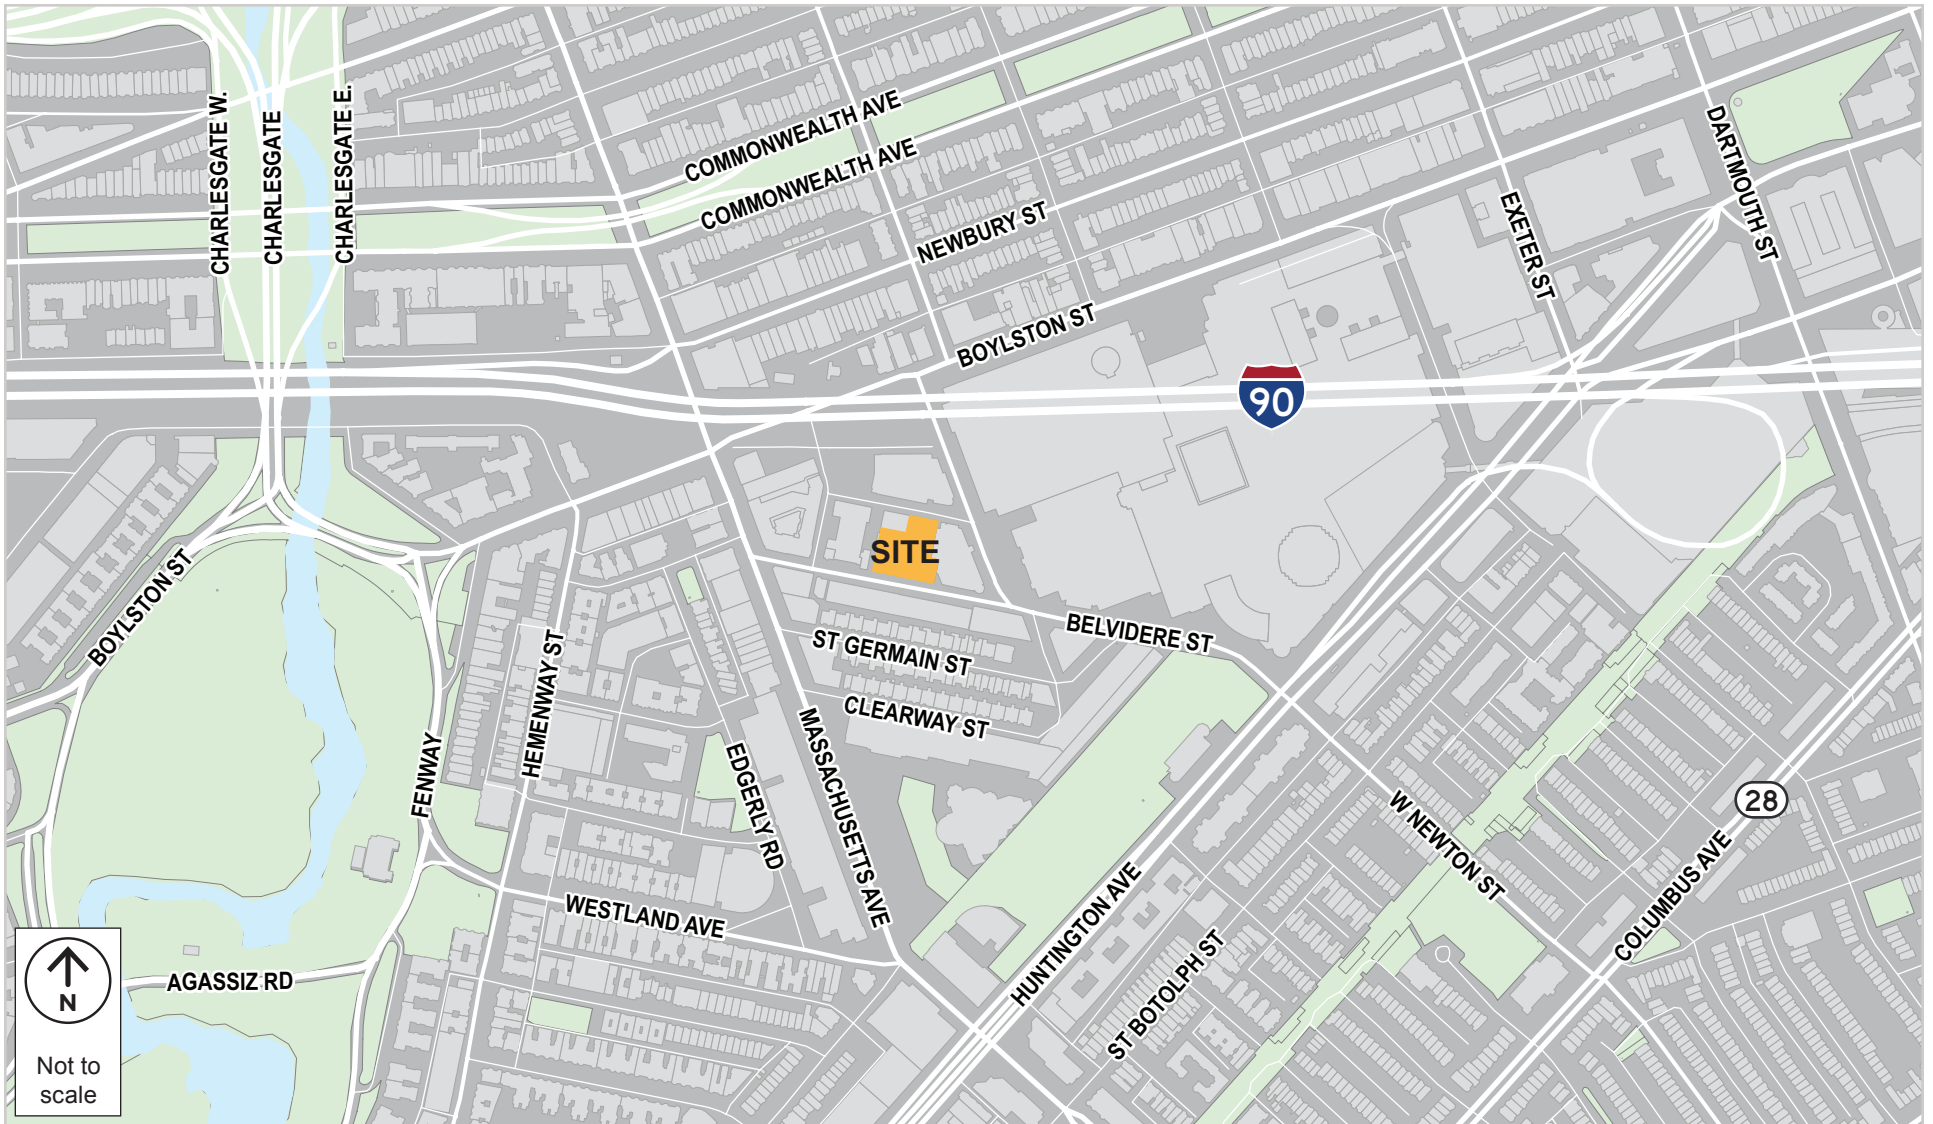 CHARLESGATE W.
CHARLESGATE
CHARLESGATE E.
COMMONWEALTH AVE
COMMONWEALTH AVE
NEWBURY ST
BOYLSTON ST
EXETER ST
DARTMOUTH ST
90
SITE
BOYLSTON ST
BELVIDERE ST
ST GERMAIN ST
CLEARWAY ST
HEMENWAY ST
FENWAY
EDGERLY RD
MASSACHUSETTS AVE
28
W NEWTON ST
COLUMBUS AVE
WESTLAND AVE
HUNTINGTON AVE
ST BOTOLPH ST
AGASSIZ RD
N
Not to
scale